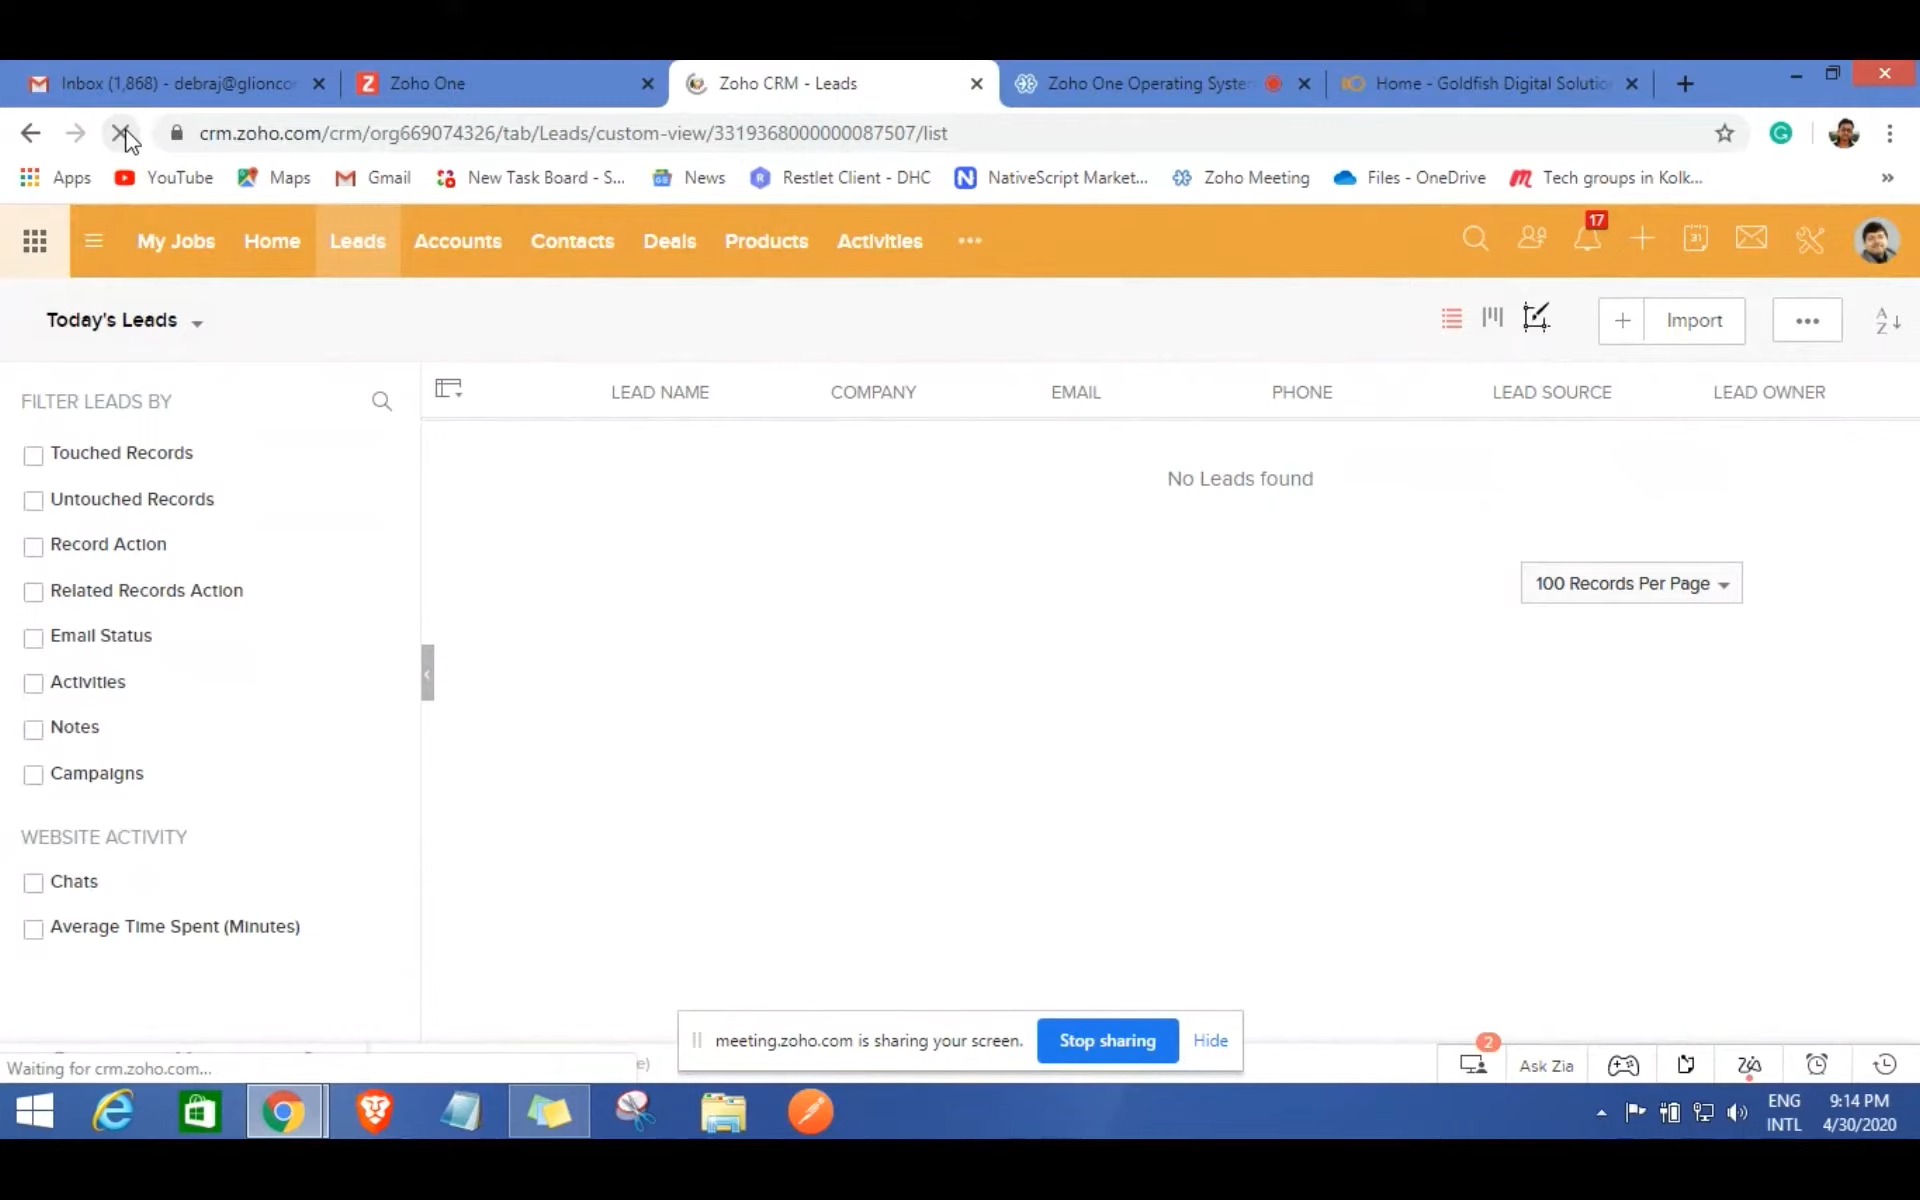 Inbox (1,868) - debraj@glionco
Zoho One
Zoho CRM - Leads
Zoho One Operating System
Home - Goldfish Digital Solutio
crm.zoho.com/crm/org669074326/tab/Leads/custom-view/3319368000000087507/list
Apps
YouTube
Maps
Gmail
New Task Board - S...
News
Restlet Client - DHC
NativeScript Market...
Zoho Meeting
Files - OneDrive
Tech groups in Kolk...
»
My Jobs
Home
Leads
Accounts
Contacts
Deals
Products
Activities
17
31
Today's Leads
Import
A
Z
FILTER LEADS BY
LEAD NAME
COMPANY
EMAIL
PHONE
LEAD SOURCE
LEAD OWNER
Touched Records
Untouched Records
Record Action
Related Records Action
Email Status
Activities
Notes
Campaigns
No Leads found
100 Records Per Page
WEBSITE ACTIVITY
Chats
Average Time Spent (Minutes)
meeting.zoho.com is sharing your screen.
Stop sharing
Hide
Waiting for crm.zoho.com...
e)
2
Ask Zia
ENG
INTL
9:14 PM
4/30/2020